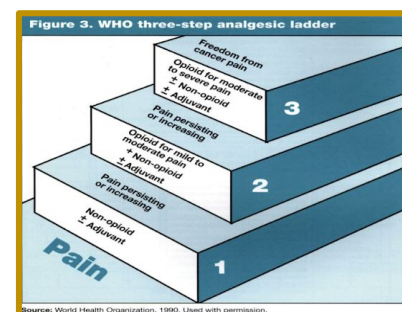 Figure 3. WHO three-step analgesic ladder
Freedom from
cancer pain
Opioid for moderate
to severe pain
± Non-opioid
± Adjuvant
3
Pain persisting
or increasing
Opioid for mild to
moderate pain
+ Non-opioid
± Adjuvant
2
Pain persisting
or increasing
Non-opioid
± Adjuvant
1
Pain
Source: World Health Organization, 1990. Used with permission.